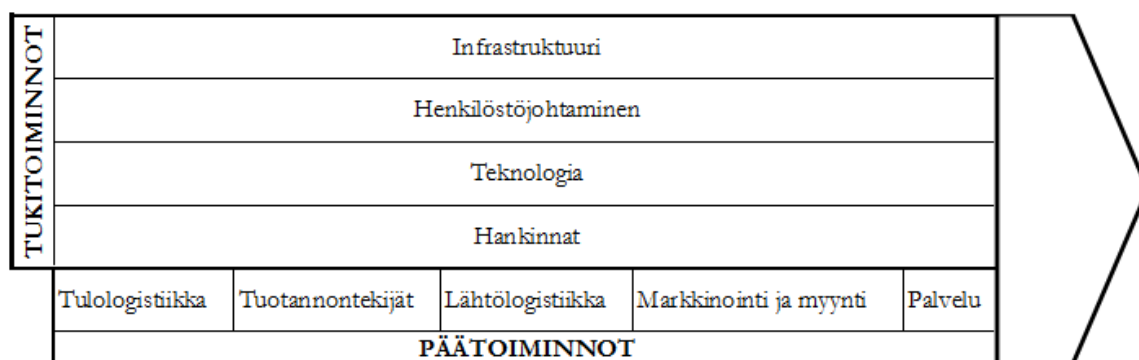 TUKITOIMINNOT
Infrastruktuuri
Henkilöstöjohtaminen
Teknologia
Hankinnat
Tulologistiikka
Tuotannontekijät
Lähtölogistiikka
Markkinointi ja myynti
Palvelu
PÄÄTOIMINNOT